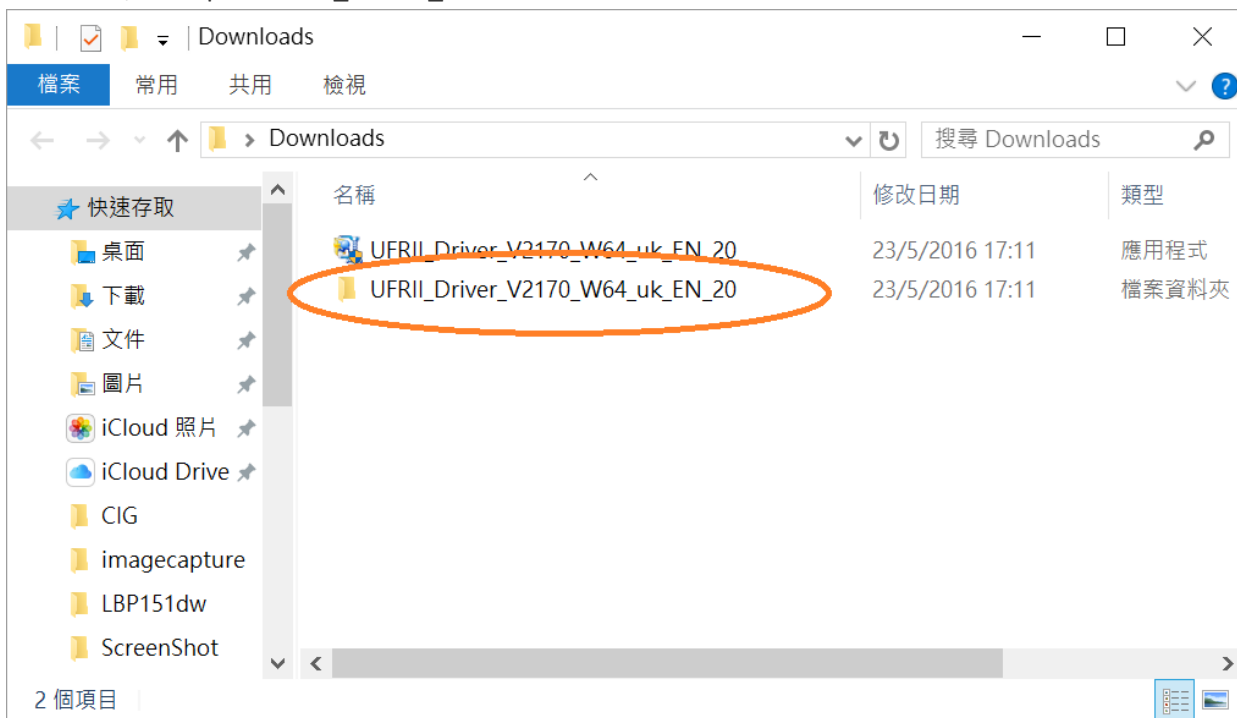 Downloads
檔案 常用 共用 檢視
Downloads 搜尋 Downloads
名稱 修改日期 類型
快速存取
桌面
下載
文件
圖片
iCloud 照片
iCloud Drive
CIG
imagecapture
LBP151dw
ScreenShot
UFRII_Driver_V2170_W64_uk_EN_20 23/5/2016 17:11 應用程式
UFRII_Driver_V2170_W64_uk_EN_20 23/5/2016 17:11 檔案資料夾
2 個項目